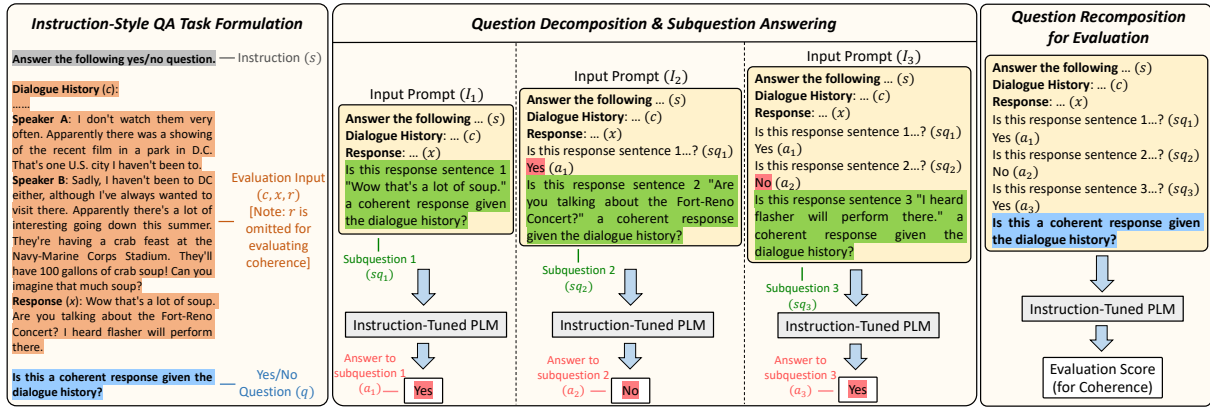 Instruction-Style QA Task Formulation
Answer the following yes/no question.
Instruction (s)
Dialogue History (c):
......
Speaker A: I don't watch them very
often. Apparently there was a showing
of the recent film in a park in D.C.
That's one U.S. city I haven't been to.
Speaker B: Sadly, I haven't been to DC
either, although I've always wanted to
visit there. Apparently there's a lot of
interesting going down this summer.
They're having a crab feast at the
Navy-Marine Corps Stadium. They'll
have 100 gallons of crab soup! Can you
imagine that much soup?
Response (x): Wow that's a lot of soup.
Are you talking about the Fort-Reno
Concert? I heard flasher will perform
there.
Evaluation Input
(c, x, r)
[Note: r is
omitted for
evaluating
coherence]
Is this a coherent response given the
dialogue history?
Yes/No
Question (q)
Question Decomposition & Subquestion Answering
Input Prompt (I₁)
Answer the following ... (s)
Dialogue History: ... (c)
Response: ... (x)
Is this response sentence 1
"Wow that's a lot of soup."
a coherent response given
the dialogue history?
Subquestion 1
(sq₁)
Instruction-Tuned PLM
Answer to
subquestion 1
(a₁)
Yes
Input Prompt (I₂)
Answer the following ... (s)
Dialogue History: ... (c)
Response: ... (x)
Is this response sentence 1...? (sq₁)
Yes (a₁)
Is this response sentence 2 "Are
you talking about the Fort-Reno
Concert?" a coherent response
given the dialogue history?
Subquestion 2
(sq₂)
Instruction-Tuned PLM
Answer to
subquestion 2
(a₂)
No
Input Prompt (I₃)
Answer the following ... (s)
Dialogue History: ... (c)
Response: ... (x)
Is this response sentence 1...? (sq₁)
Yes (a₁)
Is this response sentence 2...? (sq₂)
No (a₂)
Is this response sentence 3 "I heard
flasher will perform there." a
coherent response given the
dialogue history?
Subquestion 3
(sq₃)
Instruction-Tuned PLM
Answer to
subquestion 3
(a₃)
Yes
Question Recomposition
for Evaluation
Answer the following ... (s)
Dialogue History: ... (c)
Response: ... (x)
Is this response sentence 1...? (sq₁)
Yes (a₁)
Is this response sentence 2...? (sq₂)
No (a₂)
Is this response sentence 3...? (sq₃)
Yes (a₃)
Is this a coherent response given
the dialogue history?
Instruction-Tuned PLM
Evaluation Score
(for Coherence)